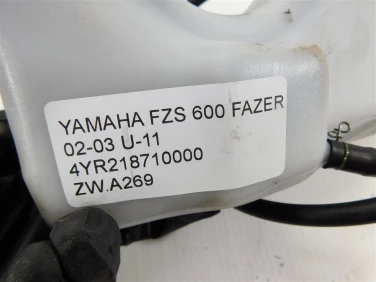 YAMAHA FZS 600 FAZER
02-03 U-11
4YR218710000
ZW.A269